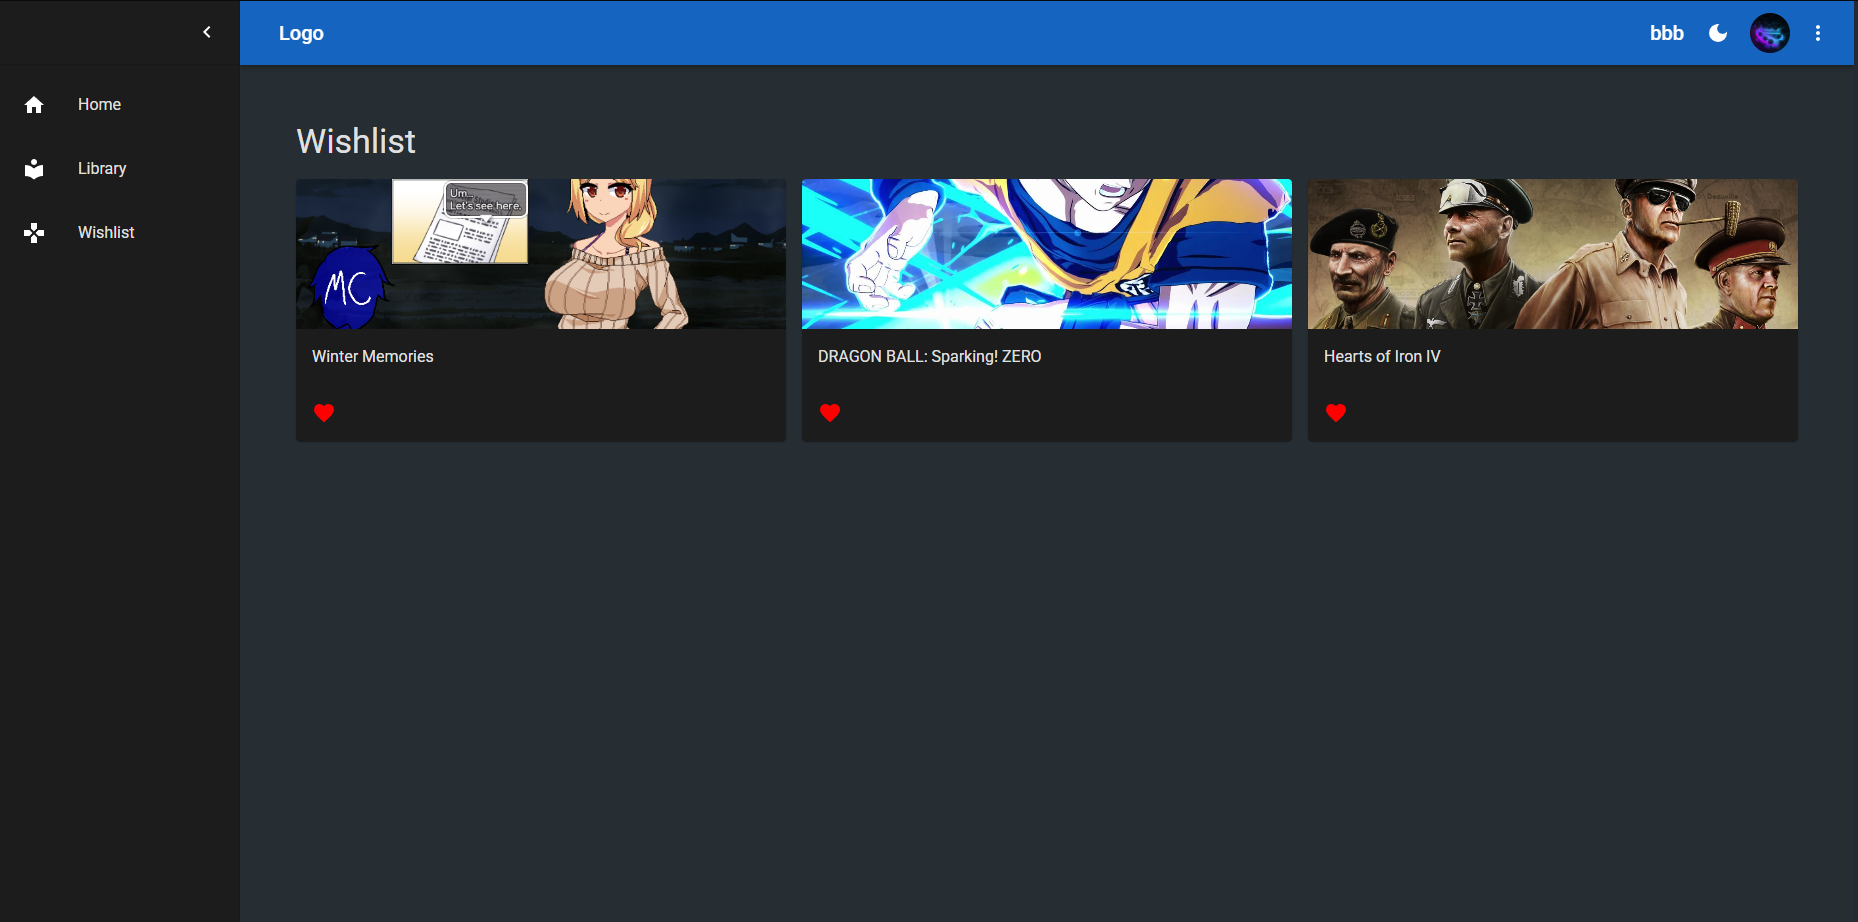 Logo
bbb
Home
Library
Wishlist
Wishlist
Um...
Let's see here.
MC
Winter Memories
DRAGON BALL: Sparking! ZERO
Hearts of Iron IV